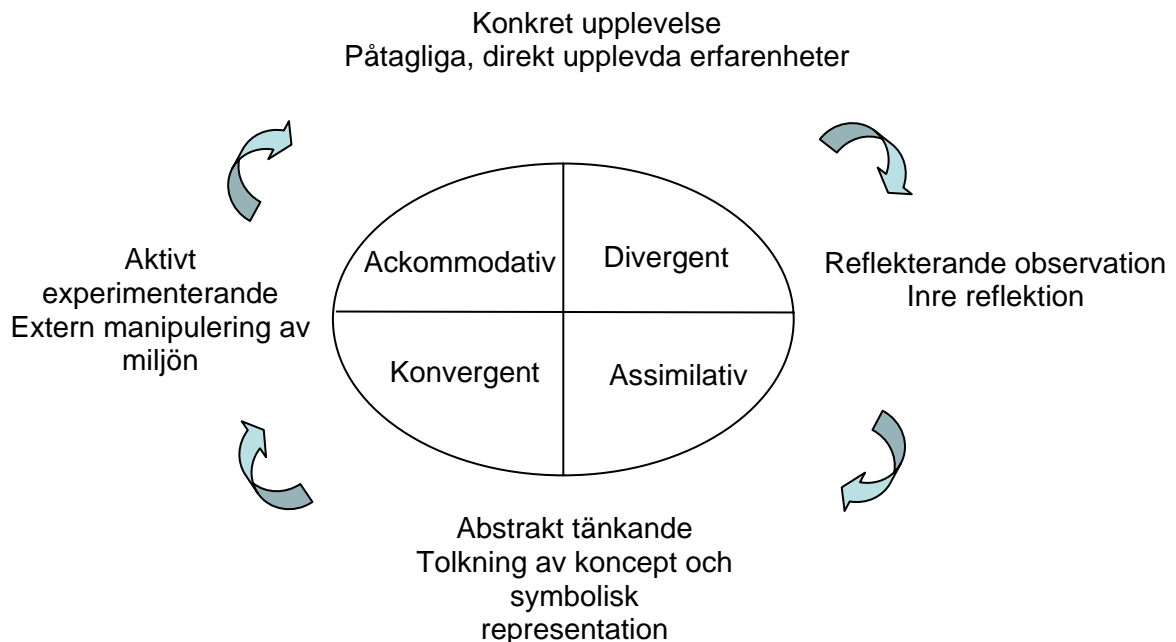 Konkret upplevelse
Påtagliga, direkt upplevda erfarenheter
Ackommodativ
Divergent
Aktivt
experimenterande
Extern manipulering av
miljön
Reflekterande observation
Inre reflektion
Konvergent
Assimilativ
Abstrakt tänkande
Tolkning av koncept och
symbolisk
representation